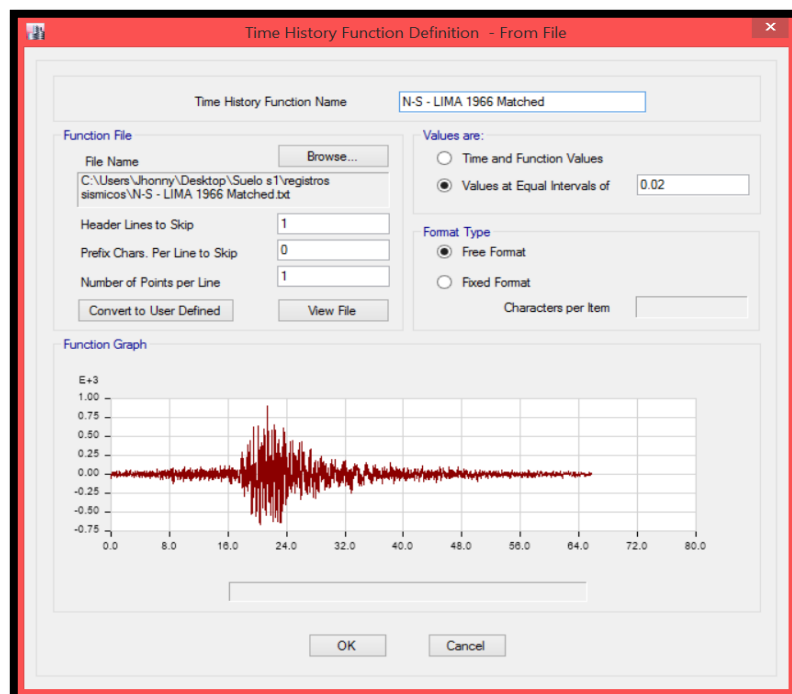 Time History Function Definition - From File
Time History Function Name
N-S - LIMA 1966 Matched
Function File
File Name
Browse...
C:\Users\Jhonny\Desktop\Suelo s1\registros
sismicos\N-S - LIMA 1966 Matched.txt
Header Lines to Skip
1
Prefix Chars. Per Line to Skip
0
Number of Points per Line
1
Convert to User Defined
View File
Values are:
Time and Function Values
Values at Equal Intervals of
0.02
Format Type
Free Format
Fixed Format
Characters per Item
Function Graph
E+3
1.00
0.75
0.50
0.25
0.00
-0.25
-0.50
-0.75
0.0 8.0 16.0 24.0 32.0 40.0 48.0 56.0 64.0 72.0 80.0
OK
Cancel